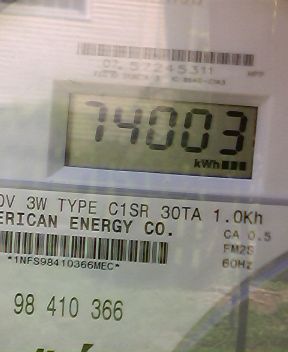 57245311
74003
kWh
0V 3W TYPE C1SR 30TA 1.0Kh
ERICAN ENERGY CO.
CA 0.5
FM2S
*1NFS98410366MEC*
60Hz
98 410 366